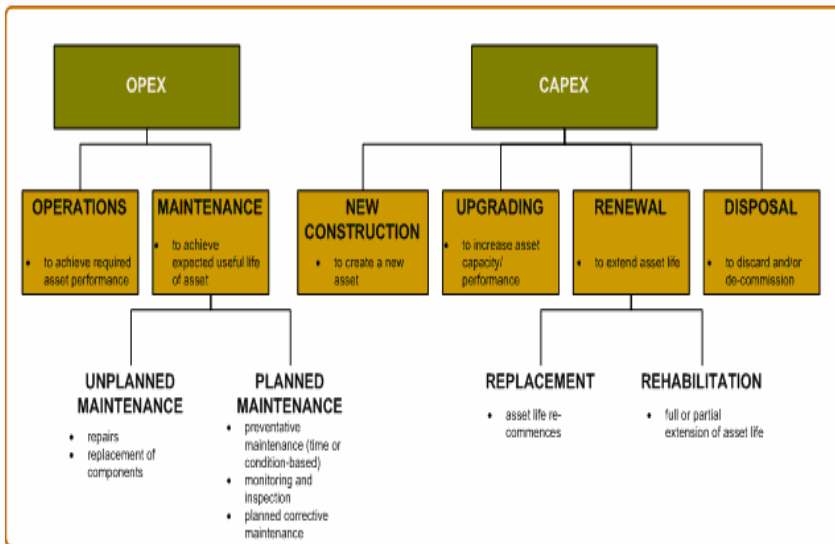 OPEX
CAPEX
OPERATIONS
• to achieve required
asset performance
MAINTENANCE
• to achieve
expected useful life
of asset
NEW
CONSTRUCTION
• to create a new
asset
UPGRADING
• to increase asset
capacity/
performance
RENEWAL
• to extend asset life
DISPOSAL
• to discard and/or
de-commission
UNPLANNED
MAINTENANCE
• repairs
• replacement of
components
PLANNED
MAINTENANCE
• preventative
maintenance (time or
condition-based)
• monitoring and
inspection
• planned corrective
maintenance
REPLACEMENT
• asset life re-
commences
REHABILITATION
• full or partial
extension of asset life